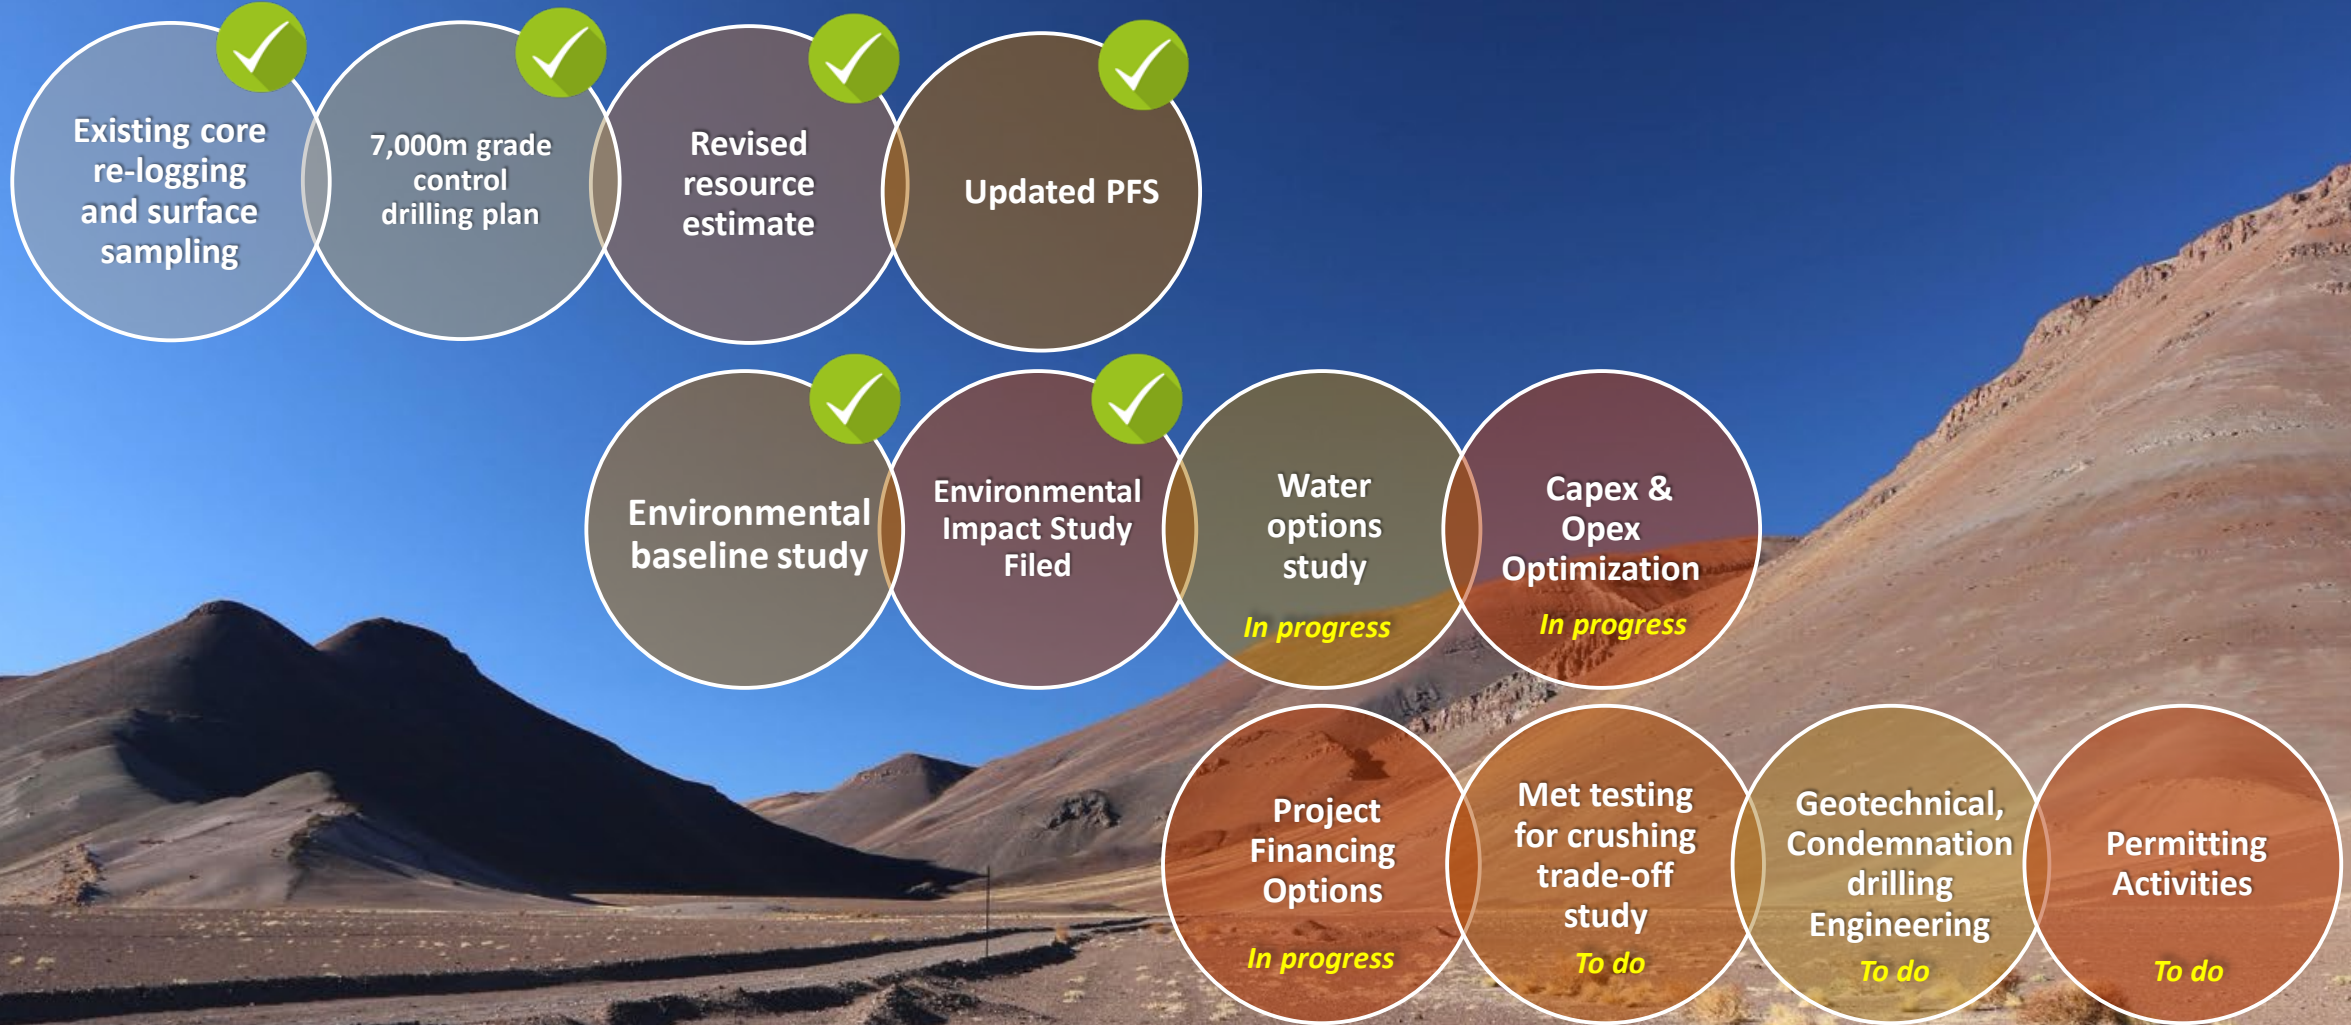 Existing core
re-logging
and surface
sampling
7,000m grade
control
drilling plan
Revised
resource
estimate
Updated PFS
Environmental
baseline study
Environmental
Impact Study
Filed
Water
options
study
In progress
Capex &
Opex
Optimization
In progress
Project
Financing
Options
In progress
Met testing
for crushing
trade-off
study
To do
Geotechnical,
Condemnation
drilling
Engineering
To do
Permitting
Activities
To do